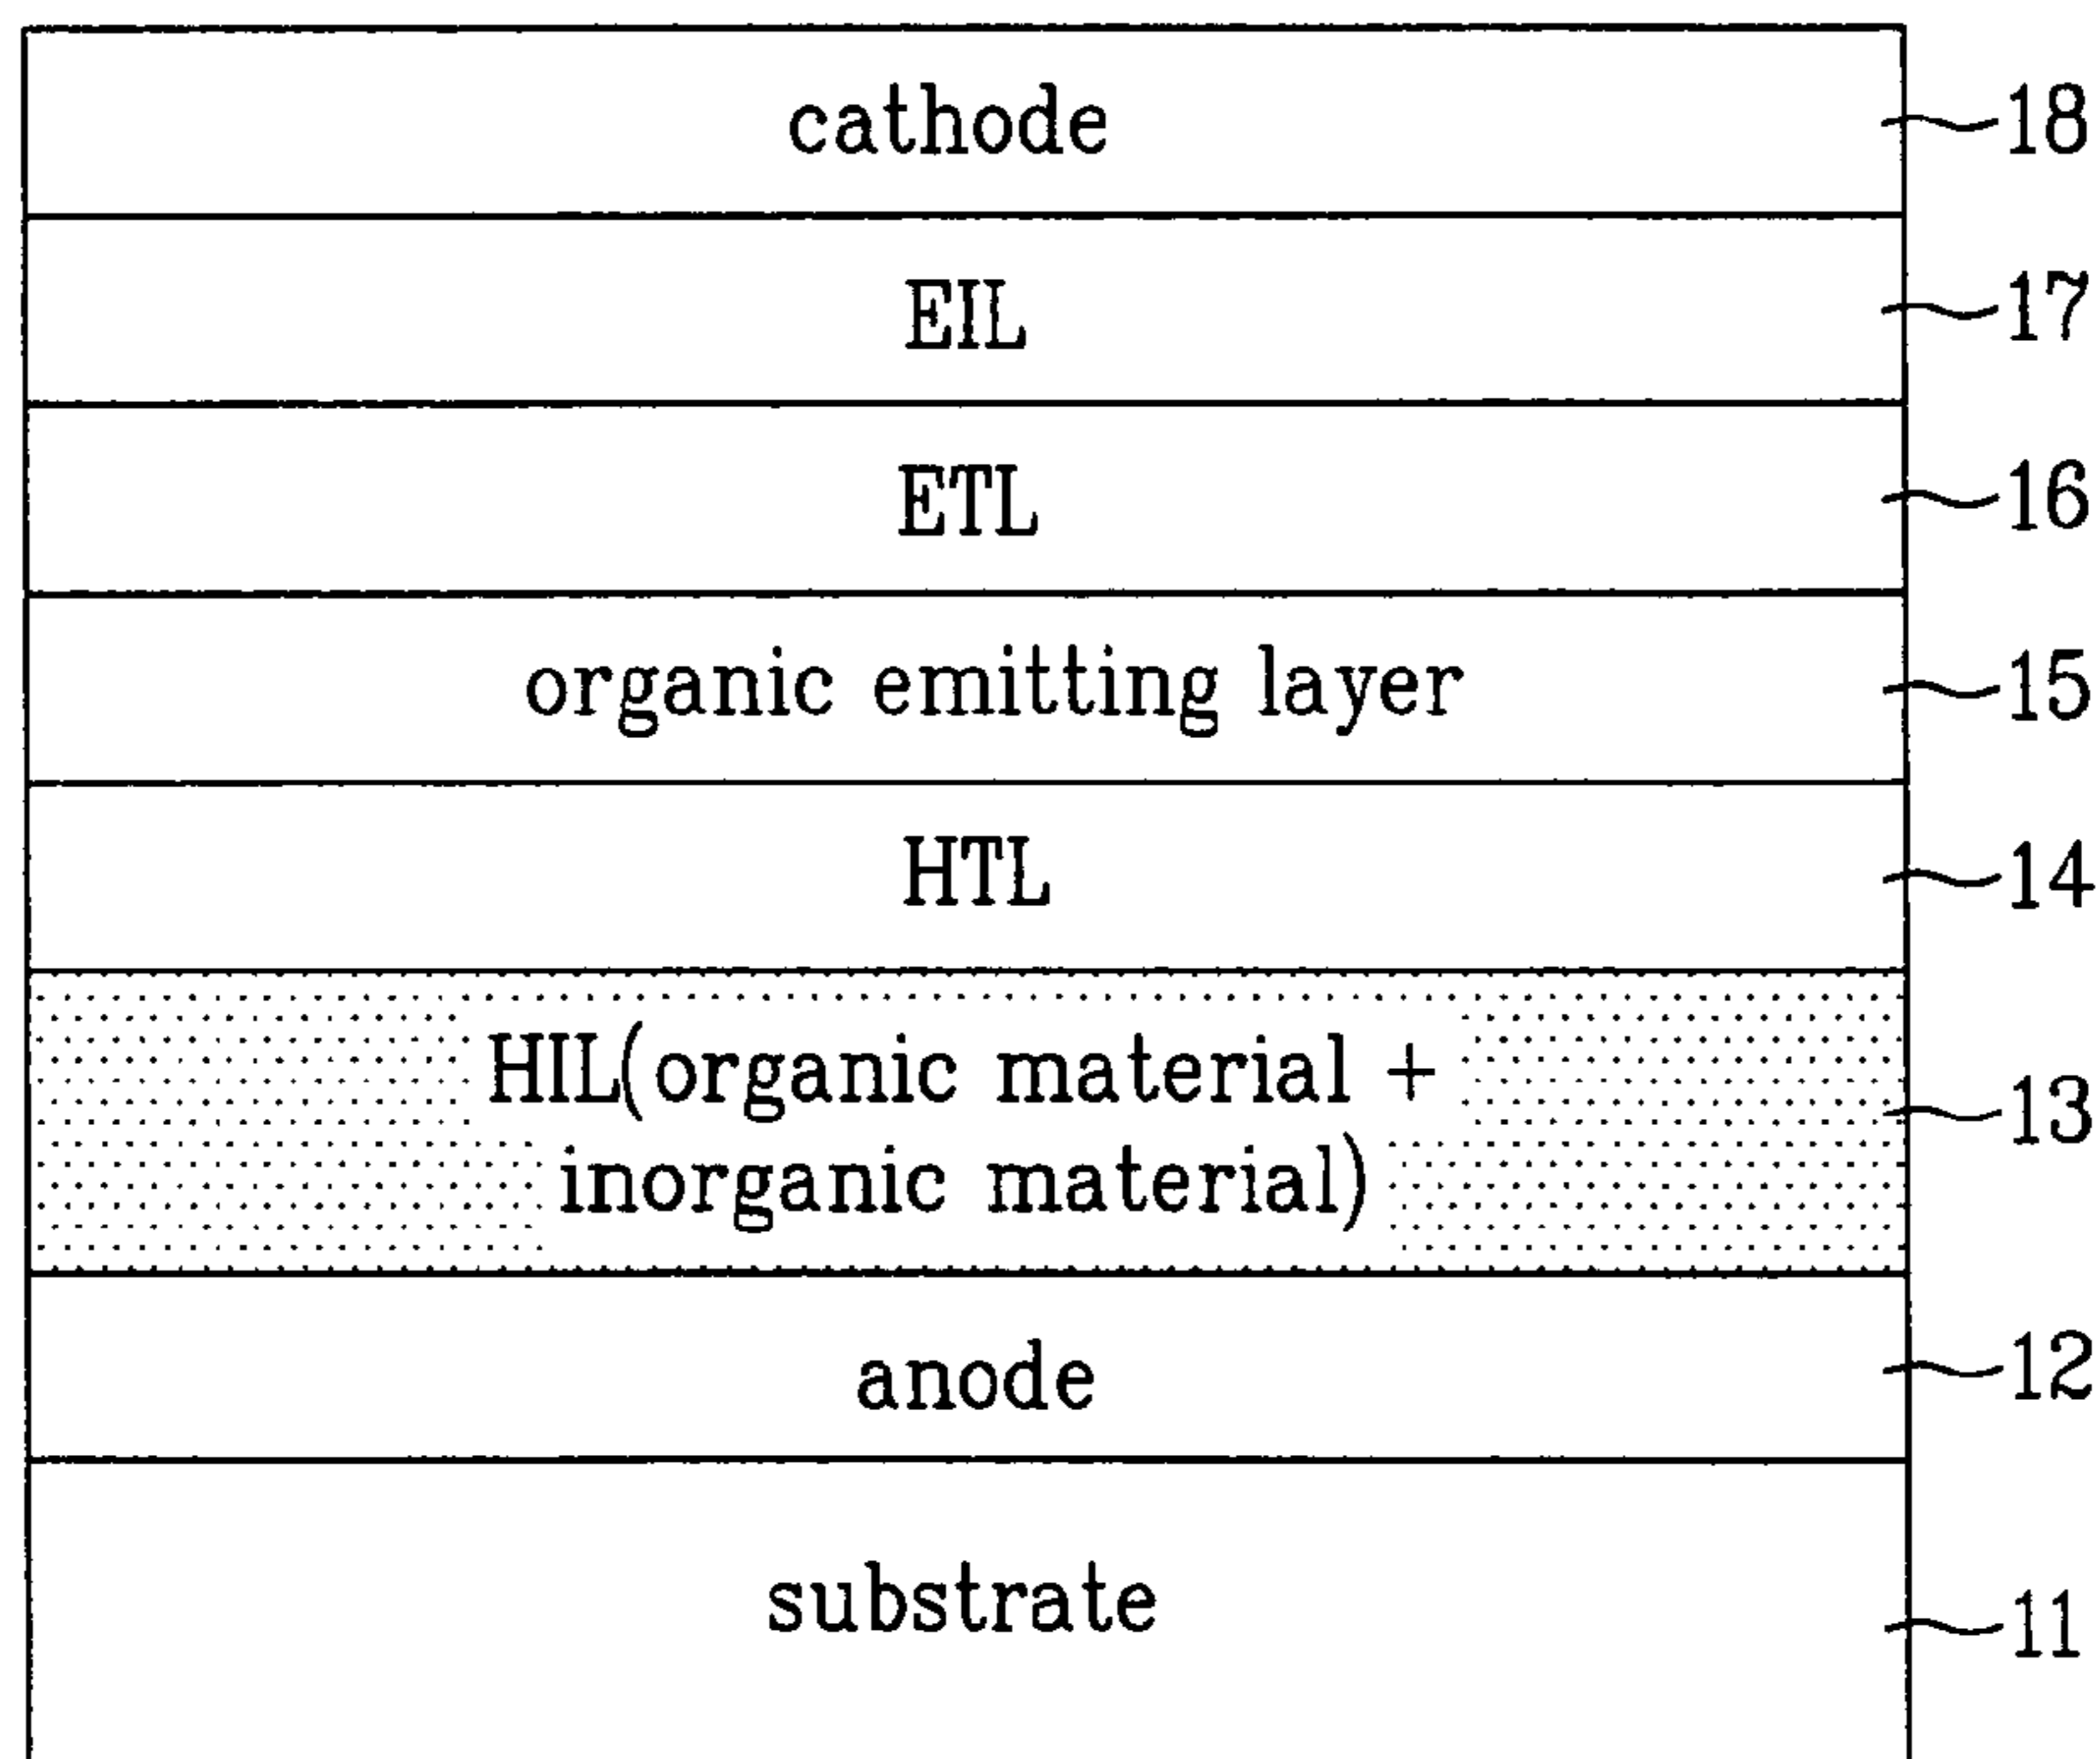 cathode 18
EIL 17
ETL 16
organic emitting layer 15
HTL 14
HIL(organic material +
inorganic material) 13
anode 12
substrate 11